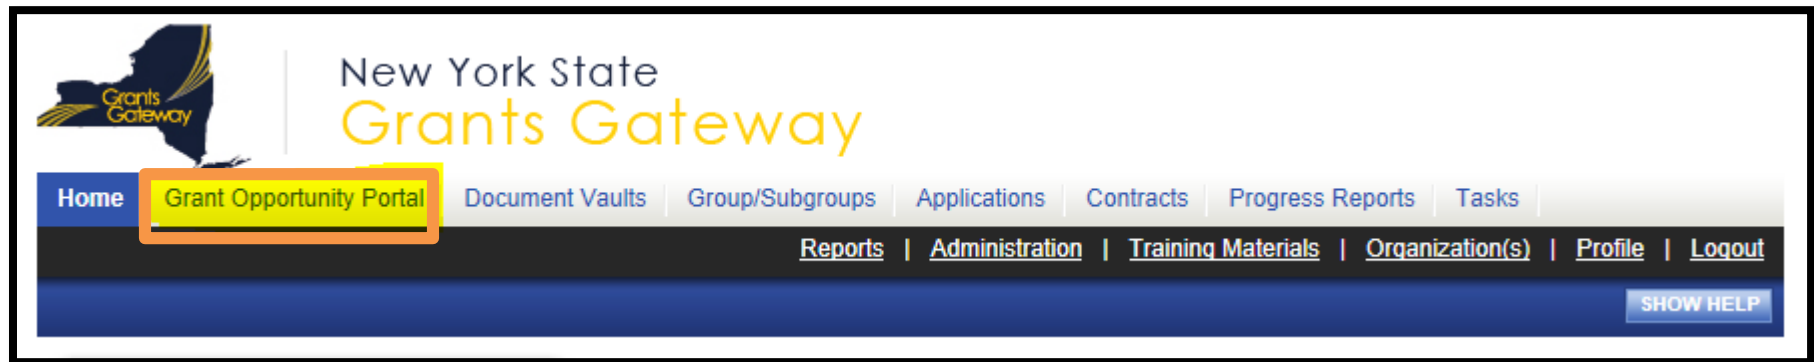 Grants
Gateway
New York State
Grants Gateway
Home Grant Opportunity Portal Document Vaults Group/Subgroups Applications Contracts Progress Reports Tasks
Reports | Administration | Training Materials | Organization(s) | Profile | Logout
SHOW HELP